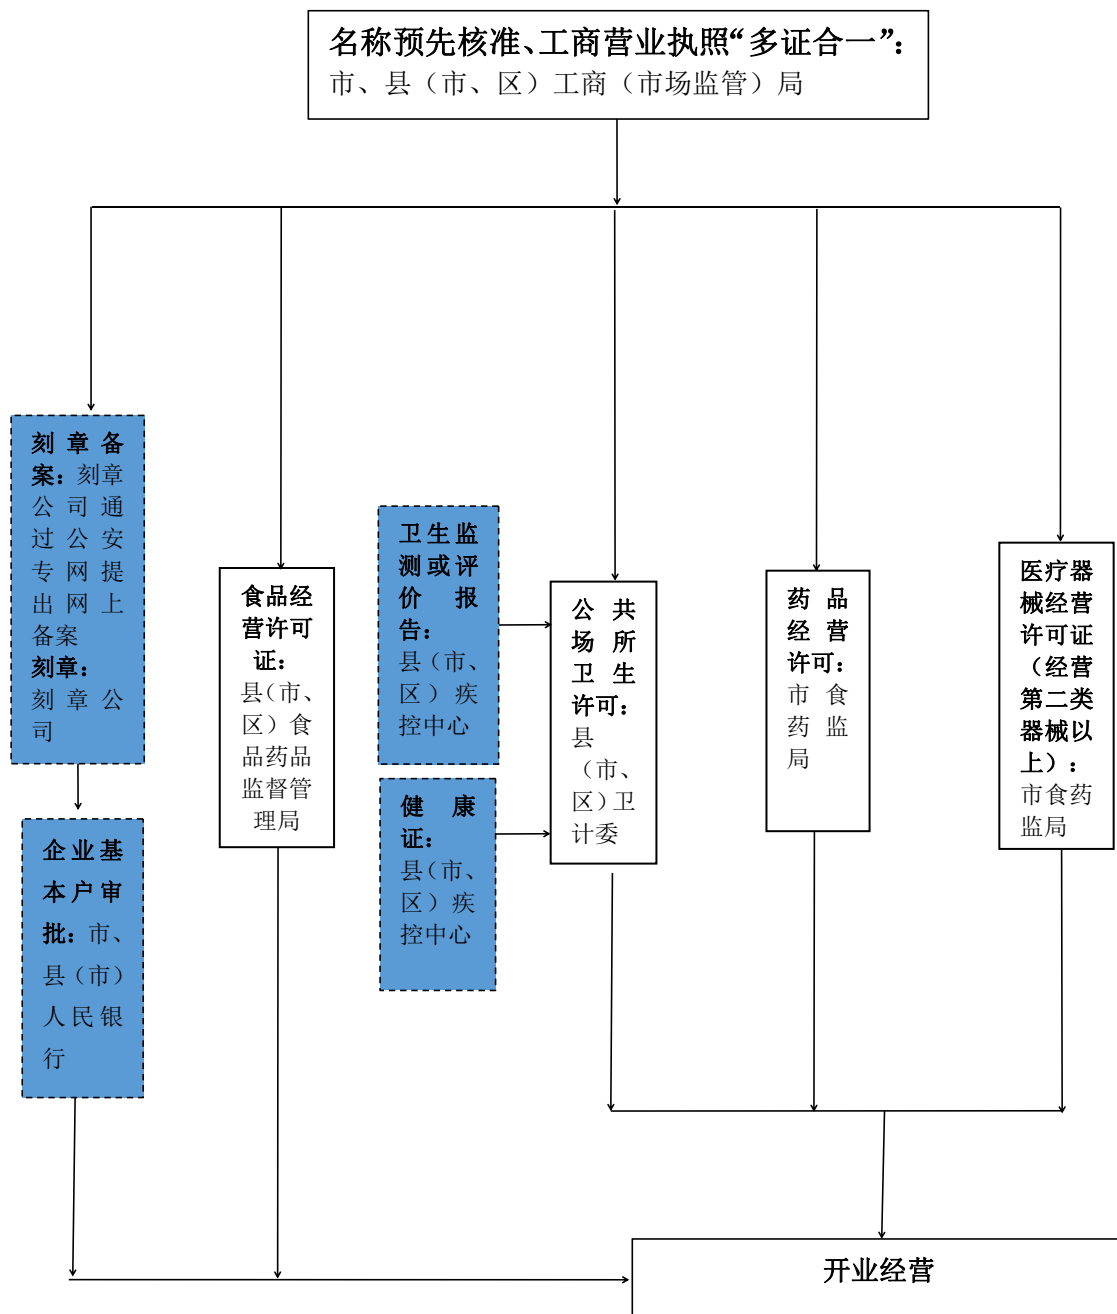 名称预先核准、工商营业执照“多证合一”：
市、县（市、区）工商（市场监管）局
刻章备
案：刻章
公司通
过公安
专网提
出网上
备案
刻章：
刻章公
司
企业基
本户审
批：市、
县（市）
人民银
行
食品经
营许可
证：
县（市、
区）食
品药品
监督管
理局
卫生监
测或评
价报
告：
县（市、
区）疾
控中心
健康
证：
县（市、
区）疾
控中心
公共
场所
卫生
许可：
县
（市、
区）卫
计委
药品
经营
许可：
市食
药监
局
医疗器
械经营
许可证
（经营
第二类
器械以
上）：
市食药
监局
开业经营